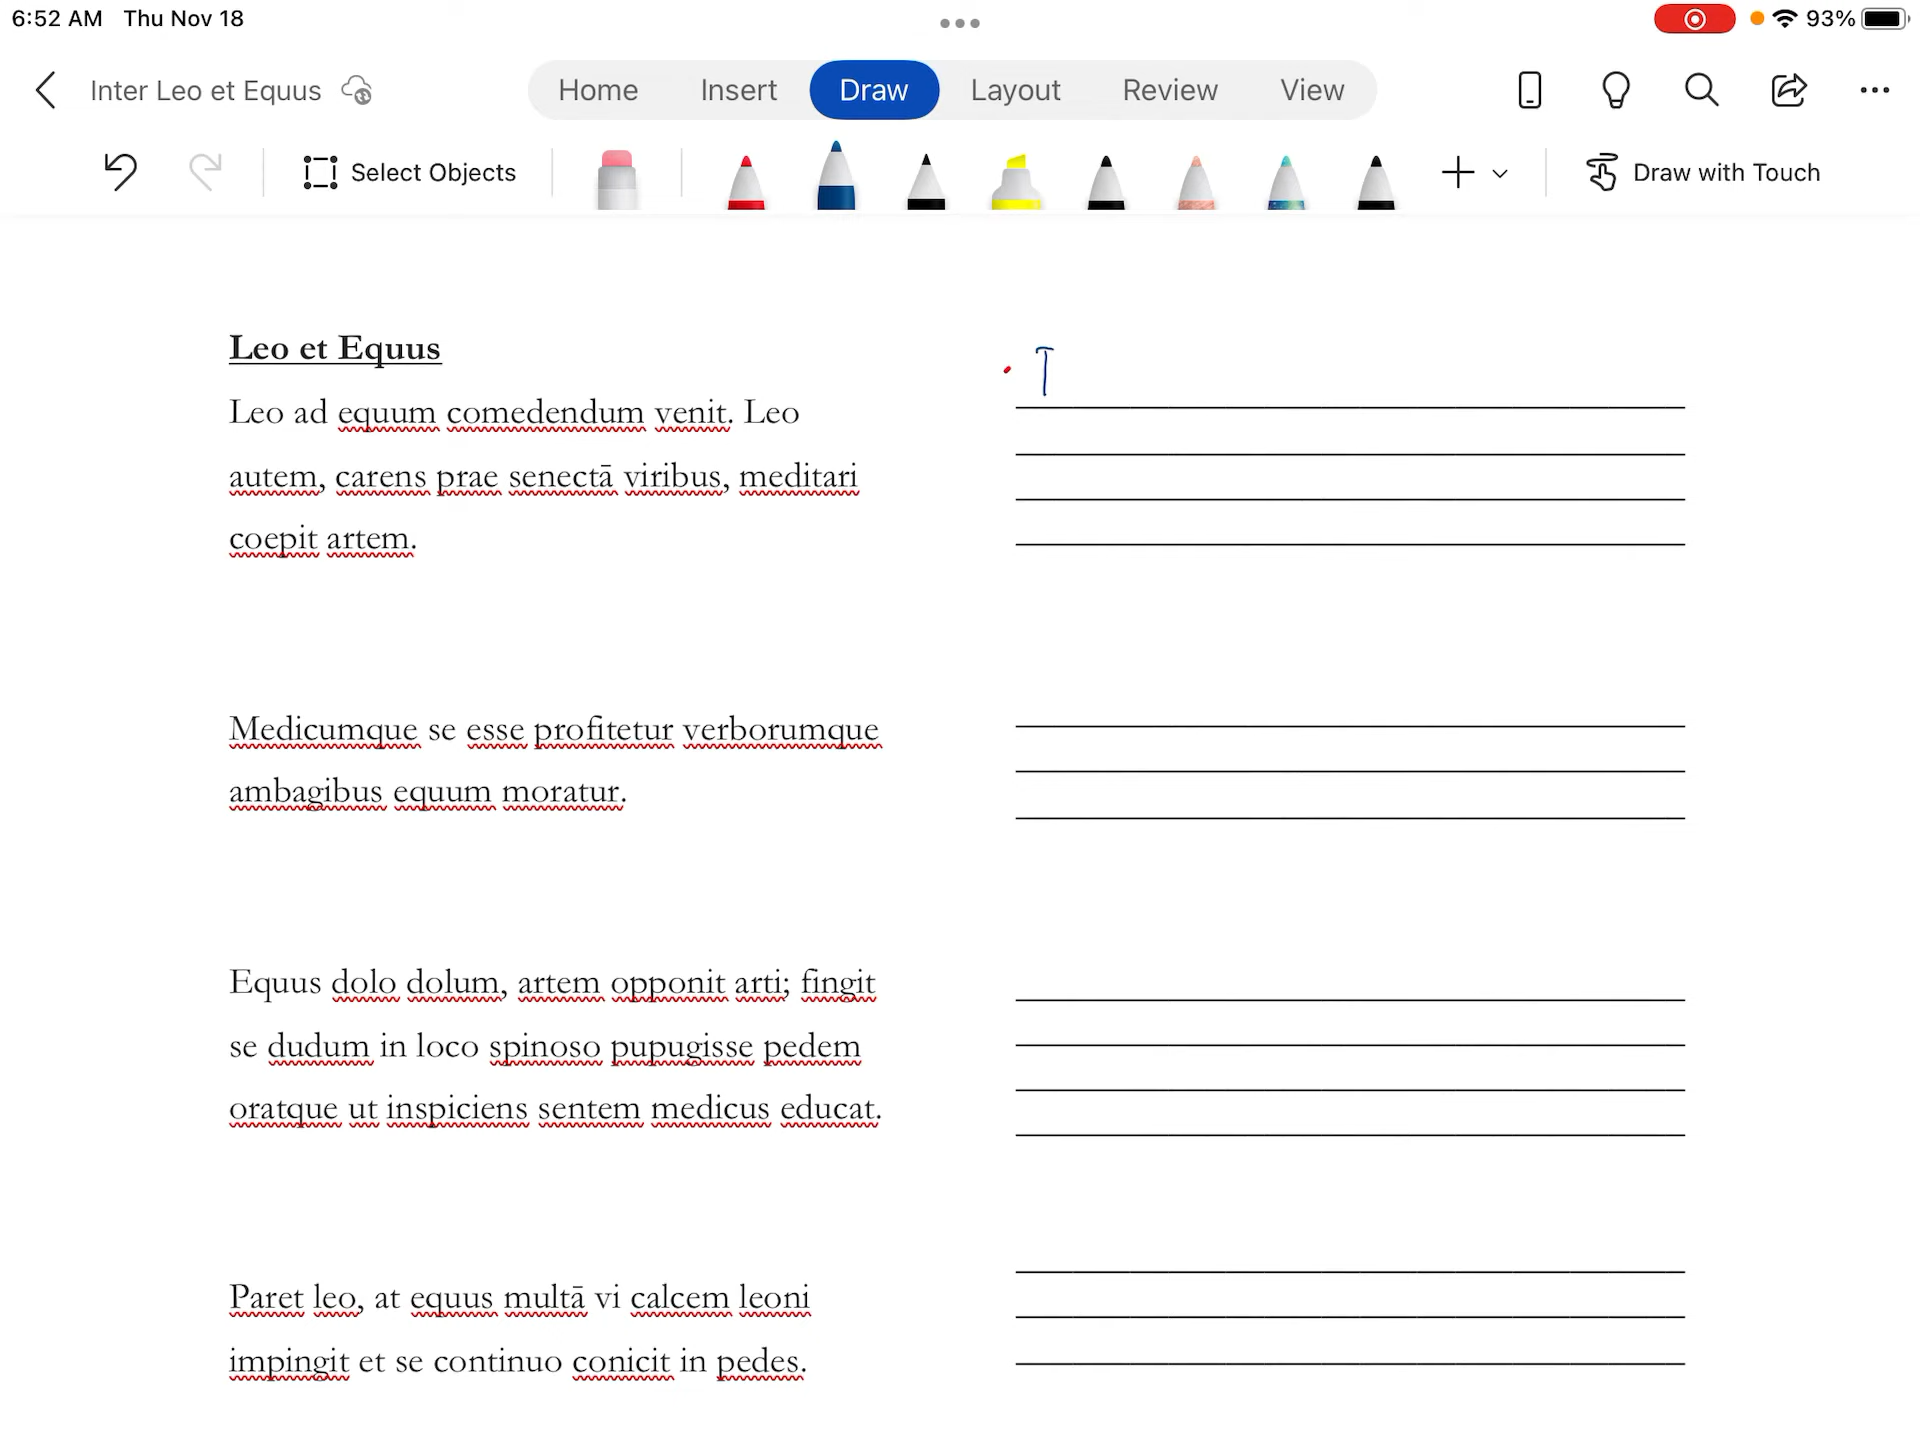 6:52 AM Thu Nov 18
93%
Inter Leo et Equus
Home Insert Draw Layout Review View
Select Objects
Draw with Touch
Leo et Equus
T
Leo ad equum comedendum venit. Leo
autem, carens prae senectā viribus, meditari
coepit artem.
Medicumque se esse profitetur verborumque
ambagibus equum moratur.
Equus dolo dolum, artem opponit arti; fingit
se dudum in loco spinoso pupugisse pedem
oratque ut inspiciens sentem medicus educat.
Paret leo, at equus multā vi calcem leoni
impingit et se continuo conicit in pedes.